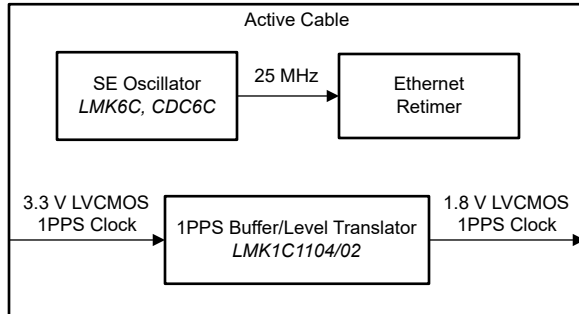 Active Cable
SE Oscillator
LMK6C, CDC6C
25 MHz
Ethernet
Retimer
3.3 V LVCMOS
1PPS Clock
1PPS Buffer/Level Translator
LMK1C1104/02
1.8 V LVCMOS
1PPS Clock